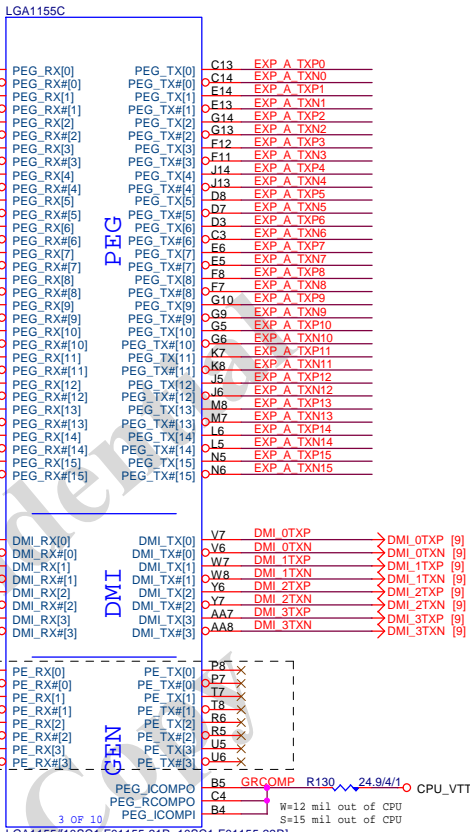 LGA1155C
PEG_RX[0] PEG_TX[0] C13 EXP_A_TXP0
PEG_RX#[0] PEG_TX#[0] C14 EXP_A_TXN0
PEG_RX[1] PEG_TX[1] E14 EXP_A_TXP1
PEG_RX#[1] PEG_TX#[1] E13 EXP_A_TXN1
PEG_RX[2] PEG_TX[2] G14 EXP_A_TXP2
PEG_RX#[2] PEG_TX#[2] G13 EXP_A_TXN2
PEG_RX[3] PEG_TX[3] F12 EXP_A_TXP3
PEG_RX#[3] PEG_TX#[3] F11 EXP_A_TXN3
PEG_RX[4] PEG_TX[4] J14 EXP_A_TXP4
PEG_RX#[4] PEG_TX#[4] J13 EXP_A_TXN4
PEG_RX[5] PEG_TX[5] D8 EXP_A_TXP5
PEG_RX#[5] PEG_TX#[5] D7 EXP_A_TXN5
PEG_RX[6] PEG_TX[6] D3 EXP_A_TXP6
PEG_RX#[6] PEG_TX#[6] C3 EXP_A_TXN6
PEG_RX[7] PEG_TX[7] E6 EXP_A_TXP7
PEG_RX#[7] PEG_TX#[7] E5 EXP_A_TXN7
PEG_RX[8] PEG_TX[8] F8 EXP_A_TXP8
PEG_RX#[8] PEG_TX#[8] F7 EXP_A_TXN8
PEG_RX[9] PEG_TX[9] G10 EXP_A_TXP9
PEG_RX#[9] PEG_TX#[9] G9 EXP_A_TXN9
PEG_RX[10] PEG_TX[10] G5 EXP_A_TXP10
PEG_RX#[10] PEG_TX#[10] G6 EXP_A_TXN10
PEG_RX[11] PEG_TX[11] K7 EXP_A_TXP11
PEG_RX#[11] PEG_TX#[11] K8 EXP_A_TXN11
PEG_RX[12] PEG_TX[12] J5 EXP_A_TXP12
PEG_RX#[12] PEG_TX#[12] J6 EXP_A_TXN12
PEG_RX[13] PEG_TX[13] M8 EXP_A_TXP13
PEG_RX#[13] PEG_TX#[13] M7 EXP_A_TXN13
PEG_RX[14] PEG_TX[14] L6 EXP_A_TXP14
PEG_RX#[14] PEG_TX#[14] L5 EXP_A_TXN14
PEG_RX[15] PEG_TX[15] N5 EXP_A_TXP15
PEG_RX#[15] PEG_TX#[15] N6 EXP_A_TXN15
PEG
DMI_RX[0] DMI_TX[0] V7 DMI_0TXP DMI_0TXP [9]
DMI_RX#[0] DMI_TX#[0] V6 DMI_0TXN DMI_0TXN [9]
DMI_RX[1] DMI_TX[1] W7 DMI_1TXP DMI_1TXP [9]
DMI_RX#[1] DMI_TX#[1] W8 DMI_1TXN DMI_1TXN [9]
DMI_RX[2] DMI_TX[2] Y6 DMI_2TXP DMI_2TXP [9]
DMI_RX#[2] DMI_TX#[2] Y7 DMI_2TXN DMI_2TXN [9]
DMI_RX[3] DMI_TX[3] AA7 DMI_3TXP DMI_3TXP [9]
DMI_RX#[3] DMI_TX#[3] AA8 DMI_3TXN DMI_3TXN [9]
DMI
PE_RX[0] PE_TX[0] P8
PE_RX#[0] PE_TX#[0] P7
PE_RX[1] PE_TX[1] T7
PE_RX#[1] PE_TX#[1] T8
PE_RX[2] PE_TX[2] R6
PE_RX#[2] PE_TX#[2] R5
PE_RX[3] PE_TX[3] U5
PE_RX#[3] PE_TX#[3] U6
GEN
PEG_ICOMPO B5 GRCOMP R130 24.9/4/1 CPU_VTT
PEG_RCOMPO C4
PEG_ICOMPI B4
W=12 mil out of CPU
S=15 mil out of CPU
3 OF 10
Copy